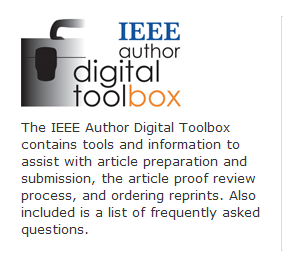 IEEE
author
digital
toolbox
The IEEE Author Digital Toolbox
contains tools and information to
assist with article preparation and
submission, the article proof review
process, and ordering reprints. Also
included is a list of frequently asked
questions.